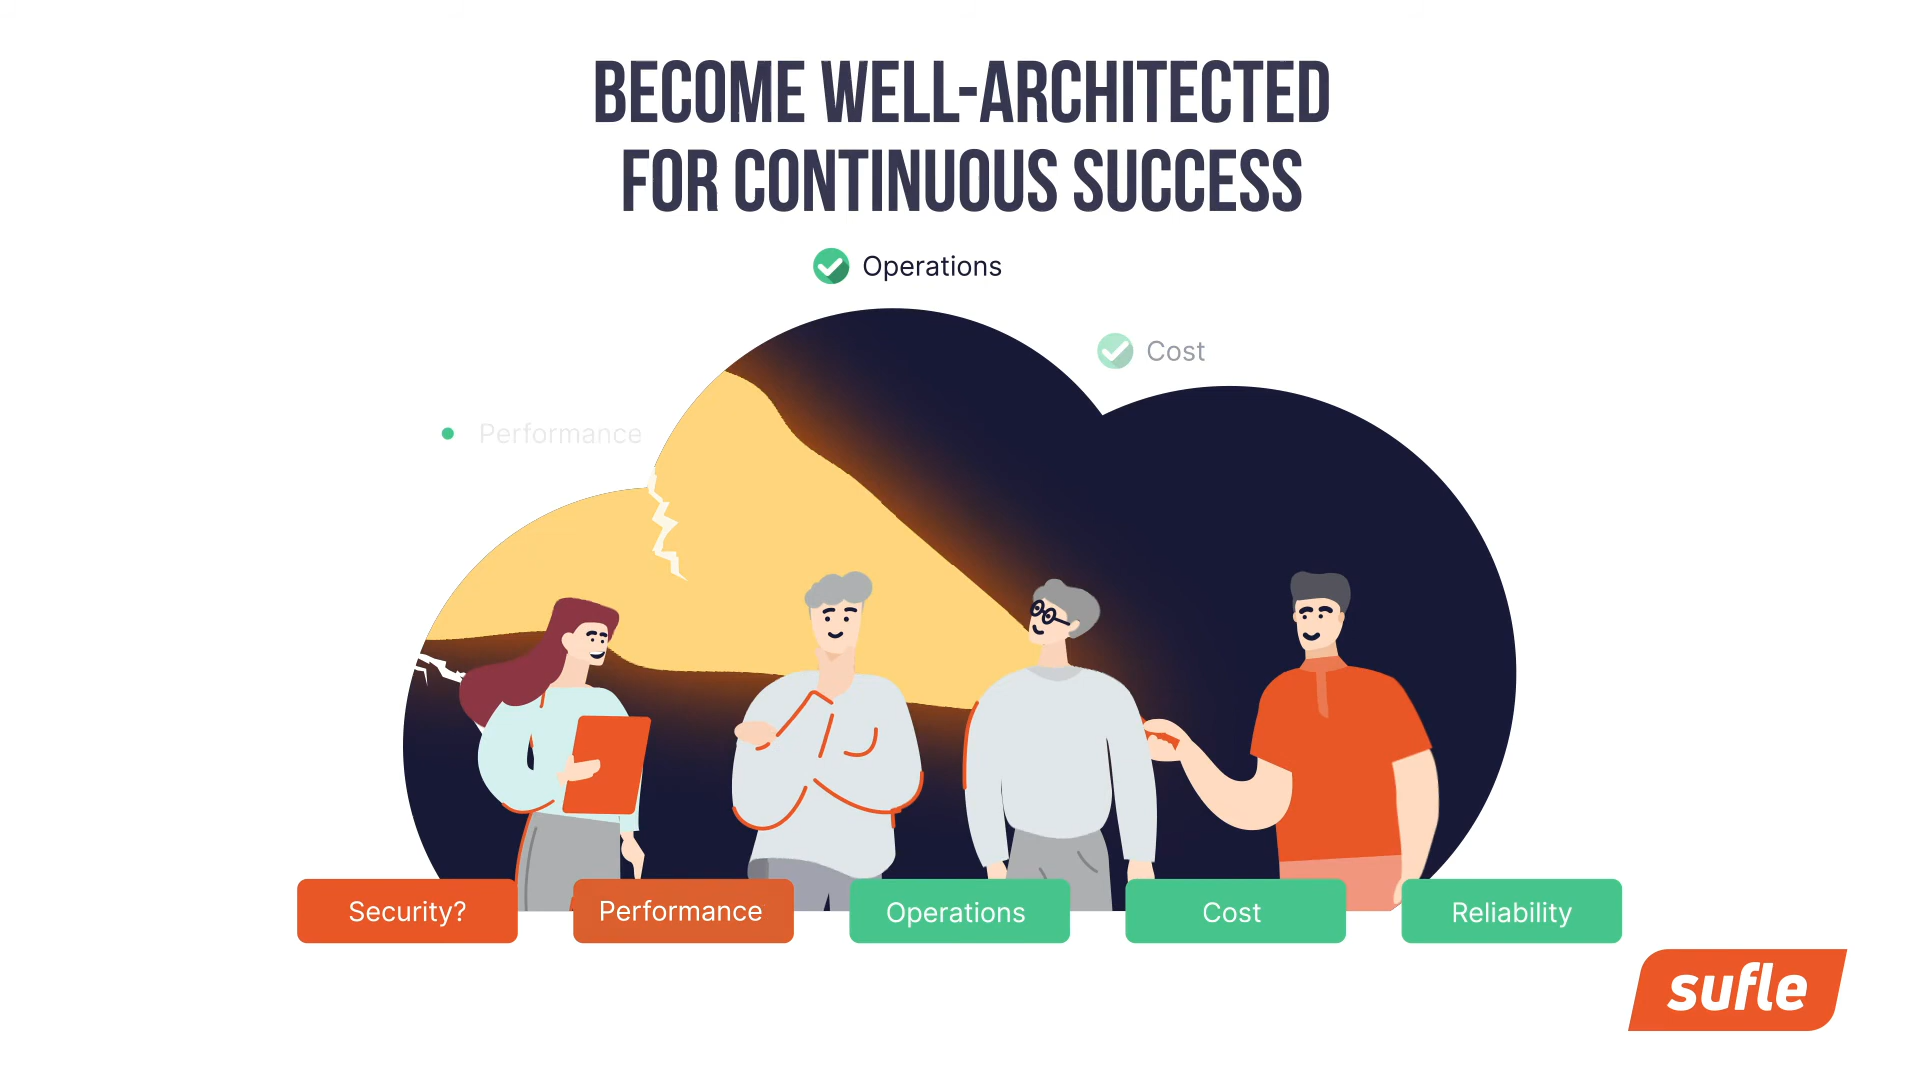 BECOME WELL-ARCHITECTED
FOR CONTINUOUS SUCCESS
Operations
Cost
Performance
Security?
Performance
Operations
Cost
Reliability
sufle